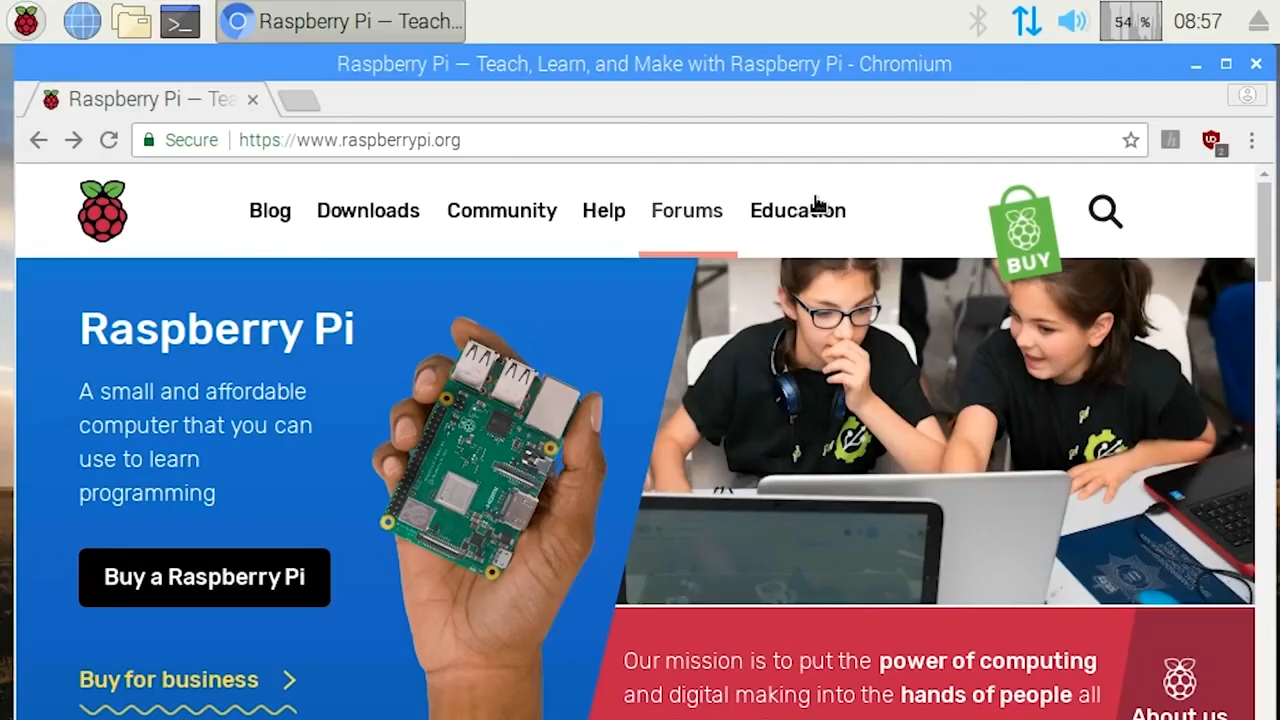 Raspberry Pi — Teach...
54 %
08:57
Raspberry Pi — Teach, Learn, and Make with Raspberry Pi - Chromium
Raspberry Pi — Tea
Secure
https://www.raspberrypi.org
h
2
Blog
Downloads
Community
Help
Forums
Education
BUY
Raspberry Pi
A small and affordable
computer that you can
use to learn
programming
Buy a Raspberry Pi
Buy for business
Our mission is to put the power of computing
and digital making into the hands of people all
About us